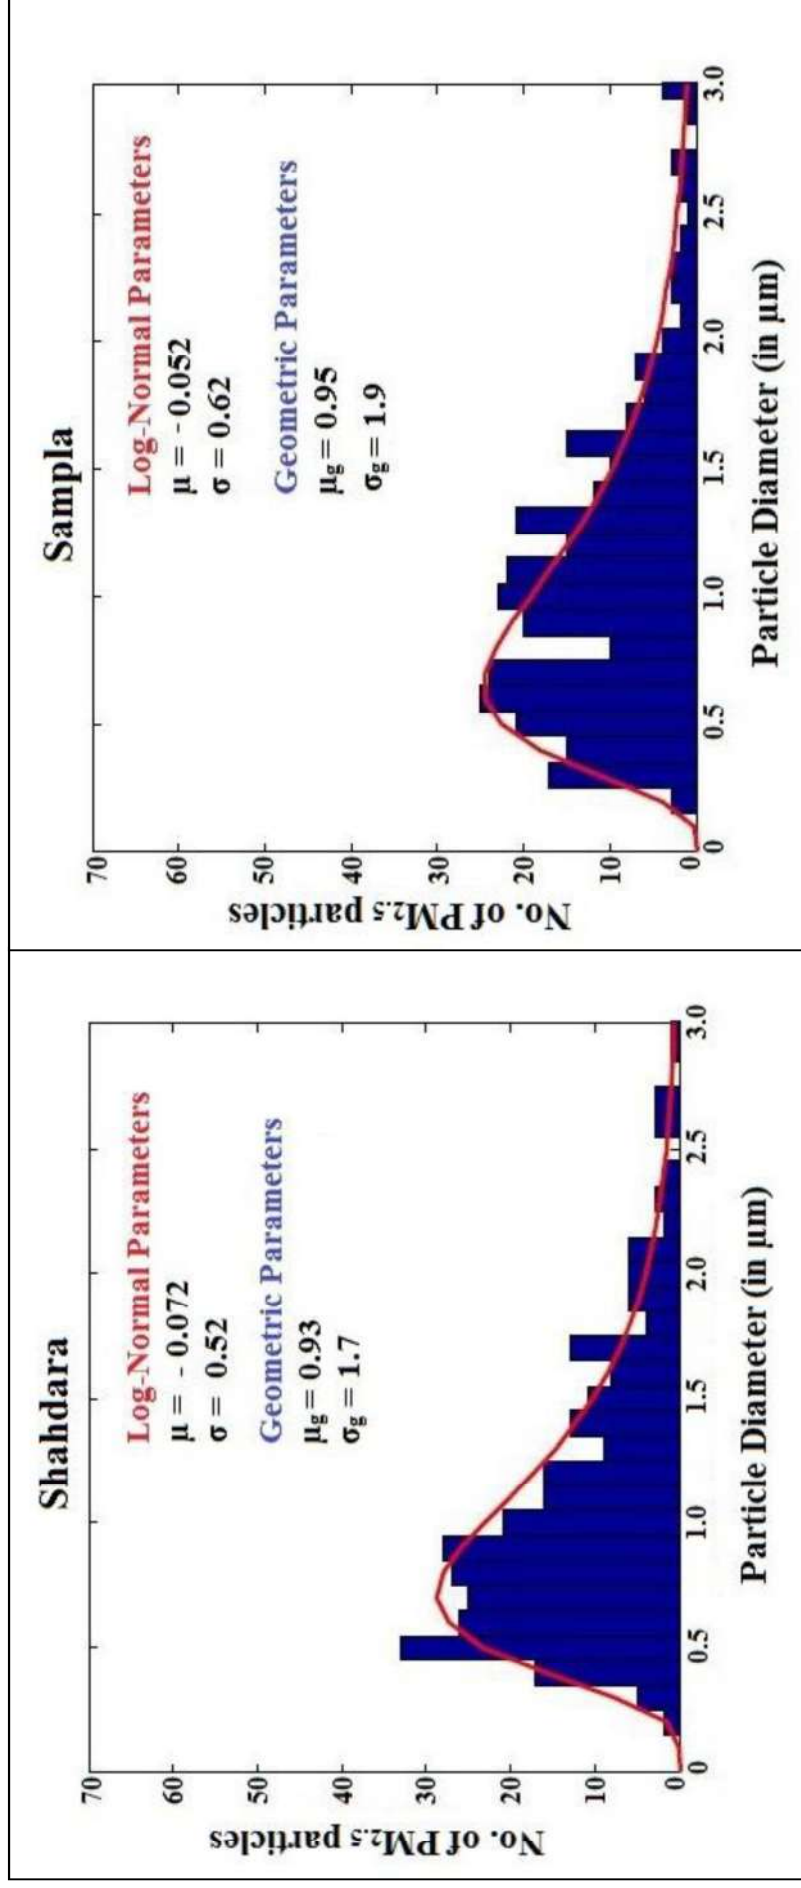 Shahdara
Log-Normal Parameters
μ = - 0.072
σ = 0.52
Geometric Parameters
μg = 0.93
σg = 1.7
No. of PM2.5 particles
70
60
50
40
30
20
10
0
0 0.5 1.0 1.5 2.0 2.5 3.0
Particle Diameter (in μm)
Sampla
Log-Normal Parameters
μ = -0.052
σ = 0.62
Geometric Parameters
μg = 0.95
σg = 1.9
No. of PM2.5 particles
70
60
50
40
30
20
10
0
0 0.5 1.0 1.5 2.0 2.5 3.0
Particle Diameter (in μm)